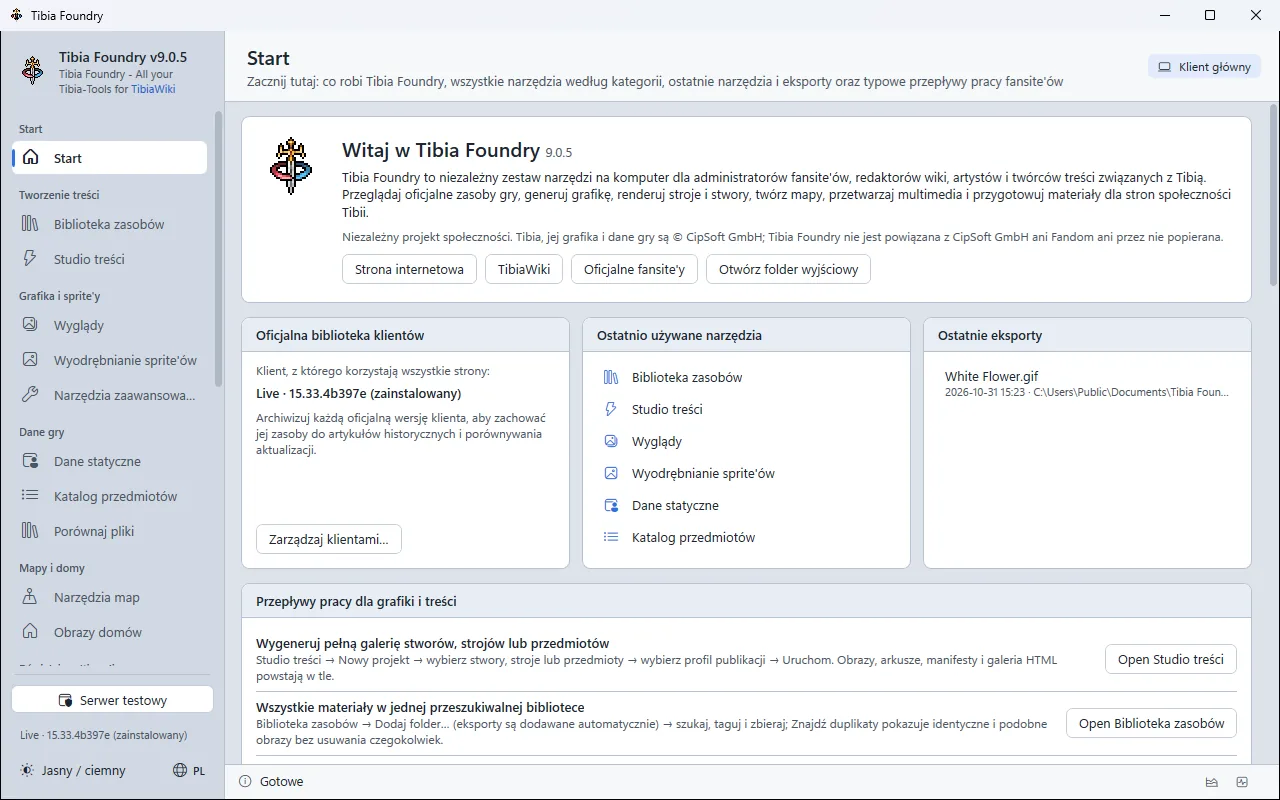 Tibia Foundry
Tibia Foundry v9.0.5
Tibia Foundry - All your
Tibia-Tools for TibiaWiki
Start
Start
Tworzenie treści
Biblioteka zasobów
Studio treści
Grafika i sprite'y
Wyglądy
Wyodrębnianie sprite'ów
Narzędzia zaawansowa...
Dane gry
Dane statyczne
Katalog przedmiotów
Porównaj pliki
Mapy i domy
Narzędzia map
Obrazy domów
Serwer testowy
Live · 15.33.4b397e (zainstalowany)
Jasny / ciemny
PL
Start
Zacznij tutaj: co robi Tibia Foundry, wszystkie narzędzia według kategorii, ostatnie narzędzia i eksporty oraz typowe przepływy pracy fansite'ów
Klient główny
Witaj w Tibia Foundry 9.0.5
Tibia Foundry to niezależny zestaw narzędzi na komputer dla administratorów fansite'ów, redaktorów wiki, artystów i twórców treści związanych z Tibią.
Przeglądaj oficjalne zasoby gry, generuj grafikę, renderuj stroje i stwory, twórz mapy, przetwarzaj multimedia i przygotowuj materiały dla stron społeczności
Tibii.
Niezależny projekt społeczności. Tibia, jej grafika i dane gry są © CipSoft GmbH; Tibia Foundry nie jest powiązana z CipSoft GmbH ani Fandom ani przez nie popierana.
Strona internetowa
TibiaWiki
Oficjalne fansite'y
Otwórz folder wyjściowy
Oficjalna biblioteka klientów
Klient, z którego korzystają wszystkie strony:
Live · 15.33.4b397e (zainstalowany)
Archiwizuj każdą oficjalną wersję klienta, aby zachować
jej zasoby do artykułów historycznych i porównywania
aktualizacji.
Zarządzaj klientami...
Ostatnio używane narzędzia
Biblioteka zasobów
Studio treści
Wyglądy
Wyodrębnianie sprite'ów
Dane statyczne
Katalog przedmiotów
Ostatnie eksporty
White Flower.gif
2026-10-31 15:23 · C:\Users\Public\Documents\Tibia Foun...
Przepływy pracy dla grafiki i treści
Wygeneruj pełną galerię stworów, strojów lub przedmiotów
Studio treści → Nowy projekt → wybierz stwory, stroje lub przedmioty → wybierz profil publikacji → Uruchom. Obrazy, arkusze, manifesty i galeria HTML
powstają w tle.
Open Studio treści
Wszystkie materiały w jednej przeszukiwalnej bibliotece
Biblioteka zasobów → Dodaj folder... (eksporty są dodawane automatycznie) → szukaj, taguj i zbieraj; Znajdź duplikaty pokazuje identyczne i podobne
obrazy bez usuwania czegokolwiek.
Open Biblioteka zasobów
Gotowe